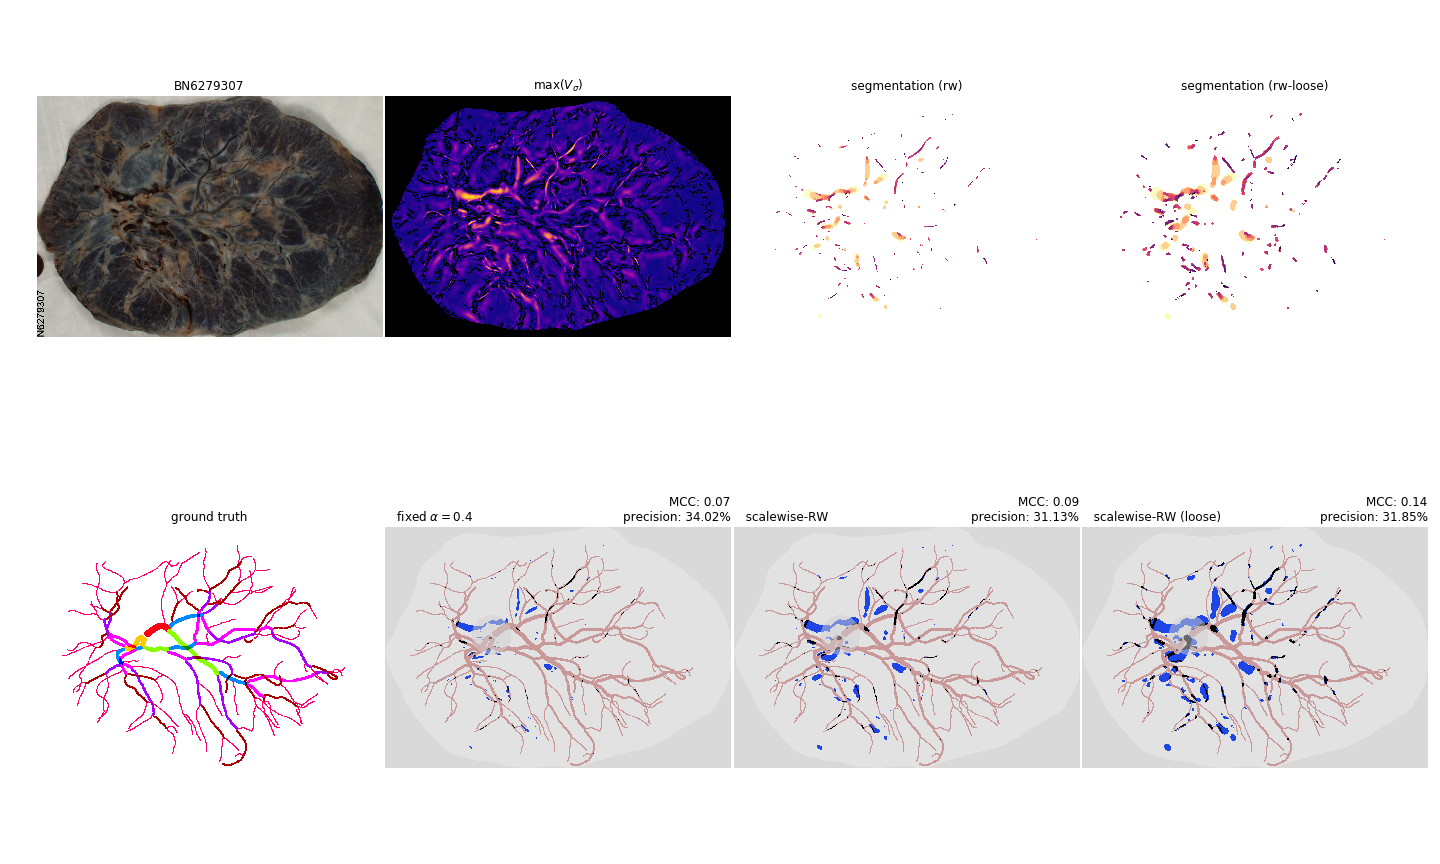 BN6279307
max(V_σ)
segmentation (rw)
segmentation (rw-loose)
N6279307
ground truth
fixed α = 0.4
MCC: 0.07
precision: 34.02%
scalewise-RW
MCC: 0.09
precision: 31.13%
scalewise-RW (loose)
MCC: 0.14
precision: 31.85%